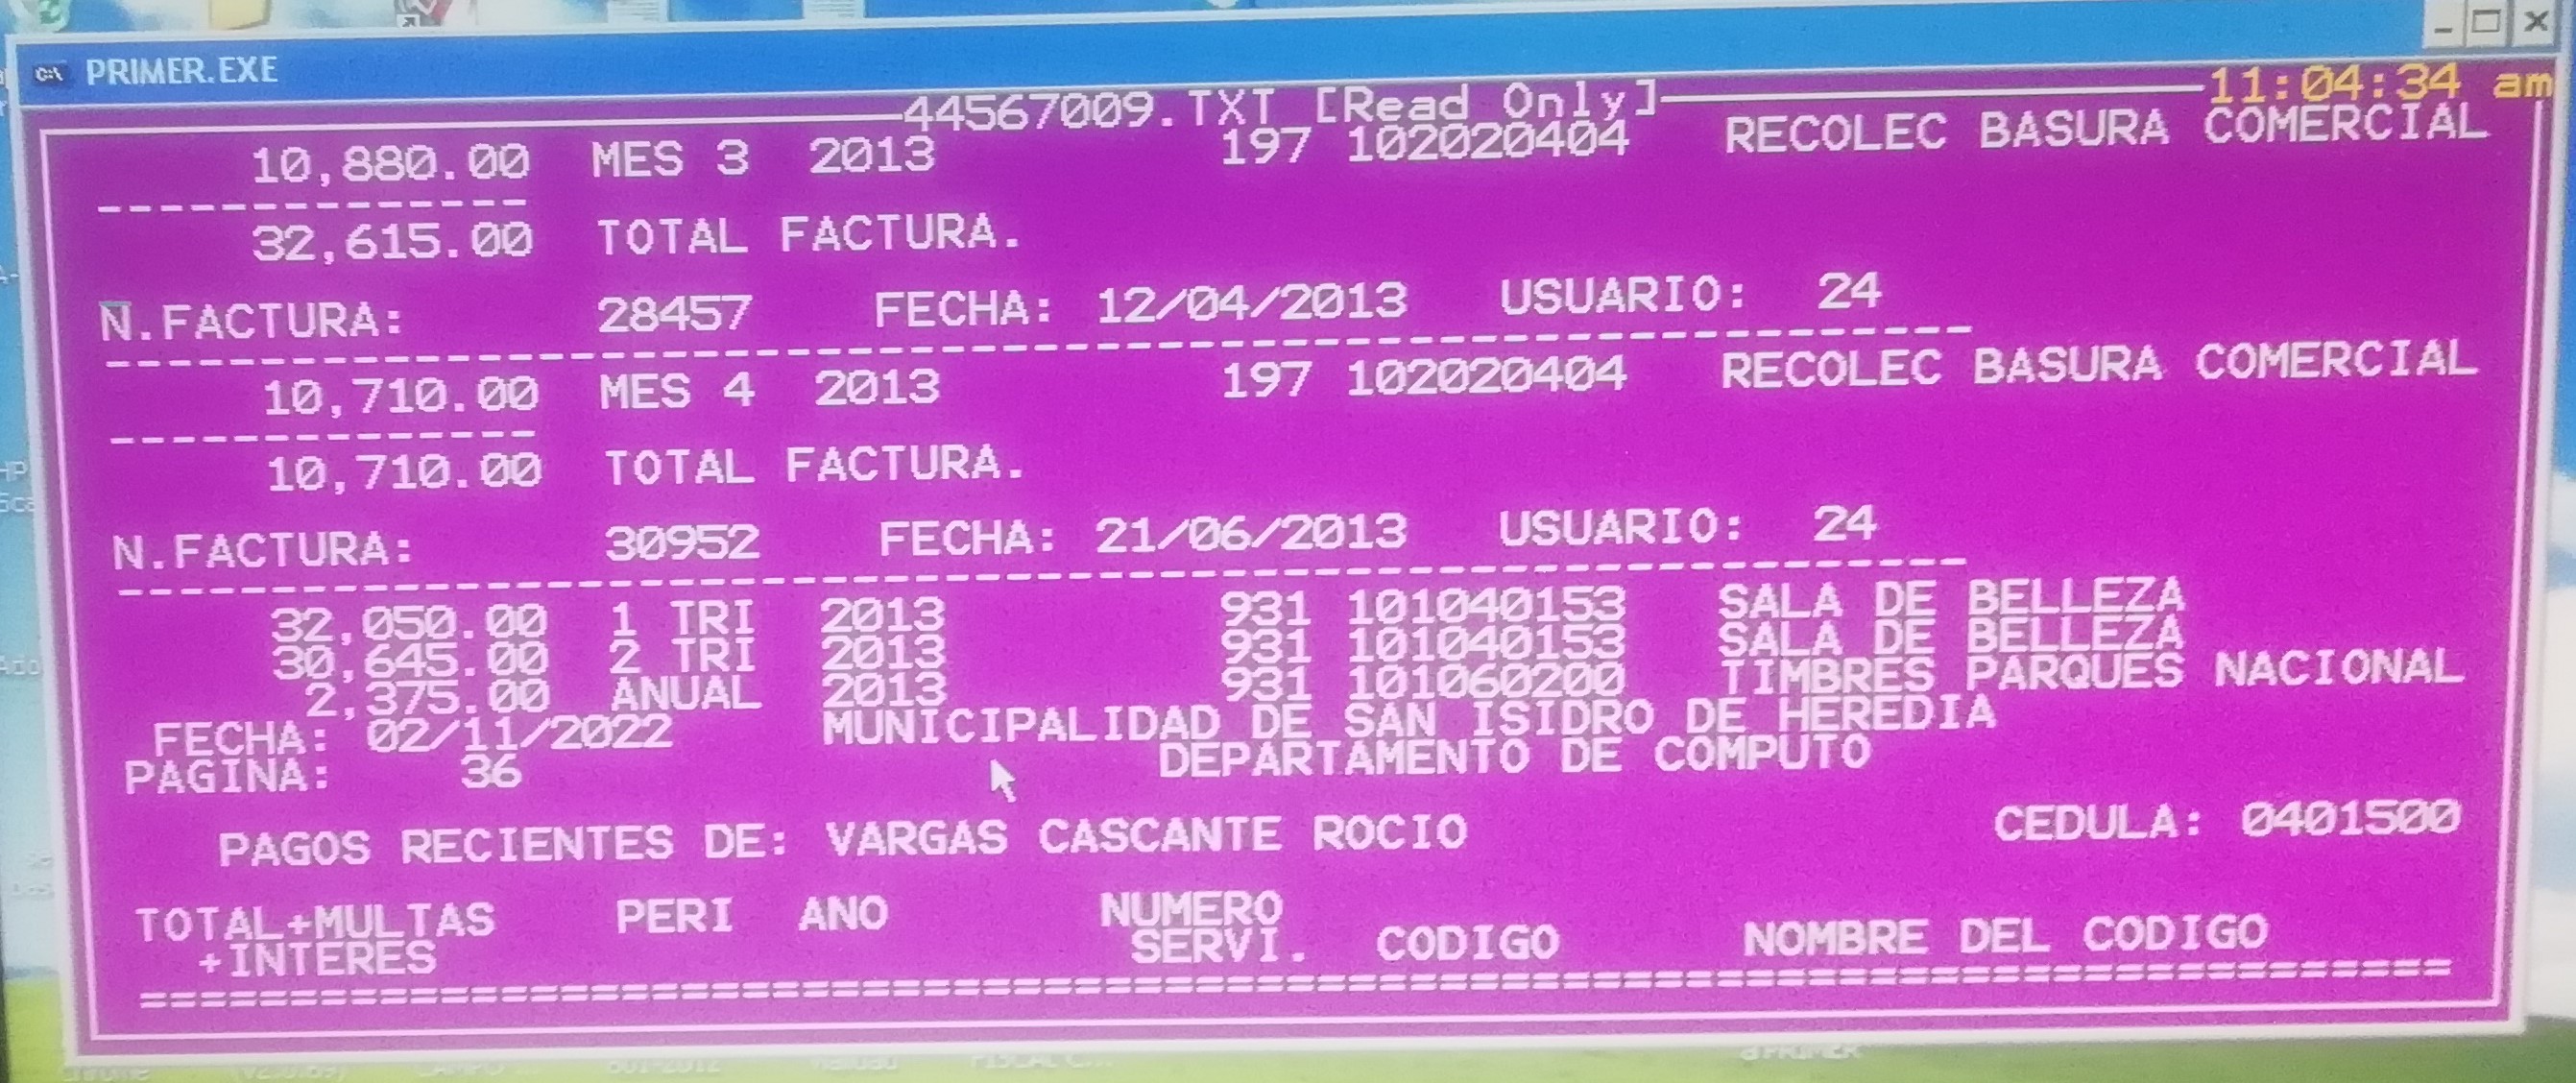 PRIMER.EXE
44567009.TXT [Read Only] 11:04:34 am
10,880.00 MES 3 2013 197 102020404 RECOLEC BASURA COMERCIAL
--------------
32,615.00 TOTAL FACTURA.
N.FACTURA: 28457 FECHA: 12/04/2013 USUARIO: 24
-------------------------------------------------------------
10,710.00 MES 4 2013 197 102020404 RECOLEC BASURA COMERCIAL
--------------
10,710.00 TOTAL FACTURA.
N.FACTURA: 30952 FECHA: 21/06/2013 USUARIO: 24
-------------------------------------------------------------
32,050.00 1 TRI 2013 931 101040153 SALA DE BELLEZA
30,645.00 2 TRI 2013 931 101040153 SALA DE BELLEZA
2,375.00 ANUAL 2013 931 101060200 TIMBRES PARQUES NACIONAL
FECHA: 02/11/2022 MUNICIPALIDAD DE SAN ISIDRO DE HEREDIA
PAGINA: 36 DEPARTAMENTO DE COMPUTO
PAGOS RECIENTES DE: VARGAS CASCANTE ROCIO CEDULA: 0401500
TOTAL+MULTAS PERI ANO NUMERO
+INTERES SERVI. CODIGO NOMBRE DEL CODIGO
============================================================================